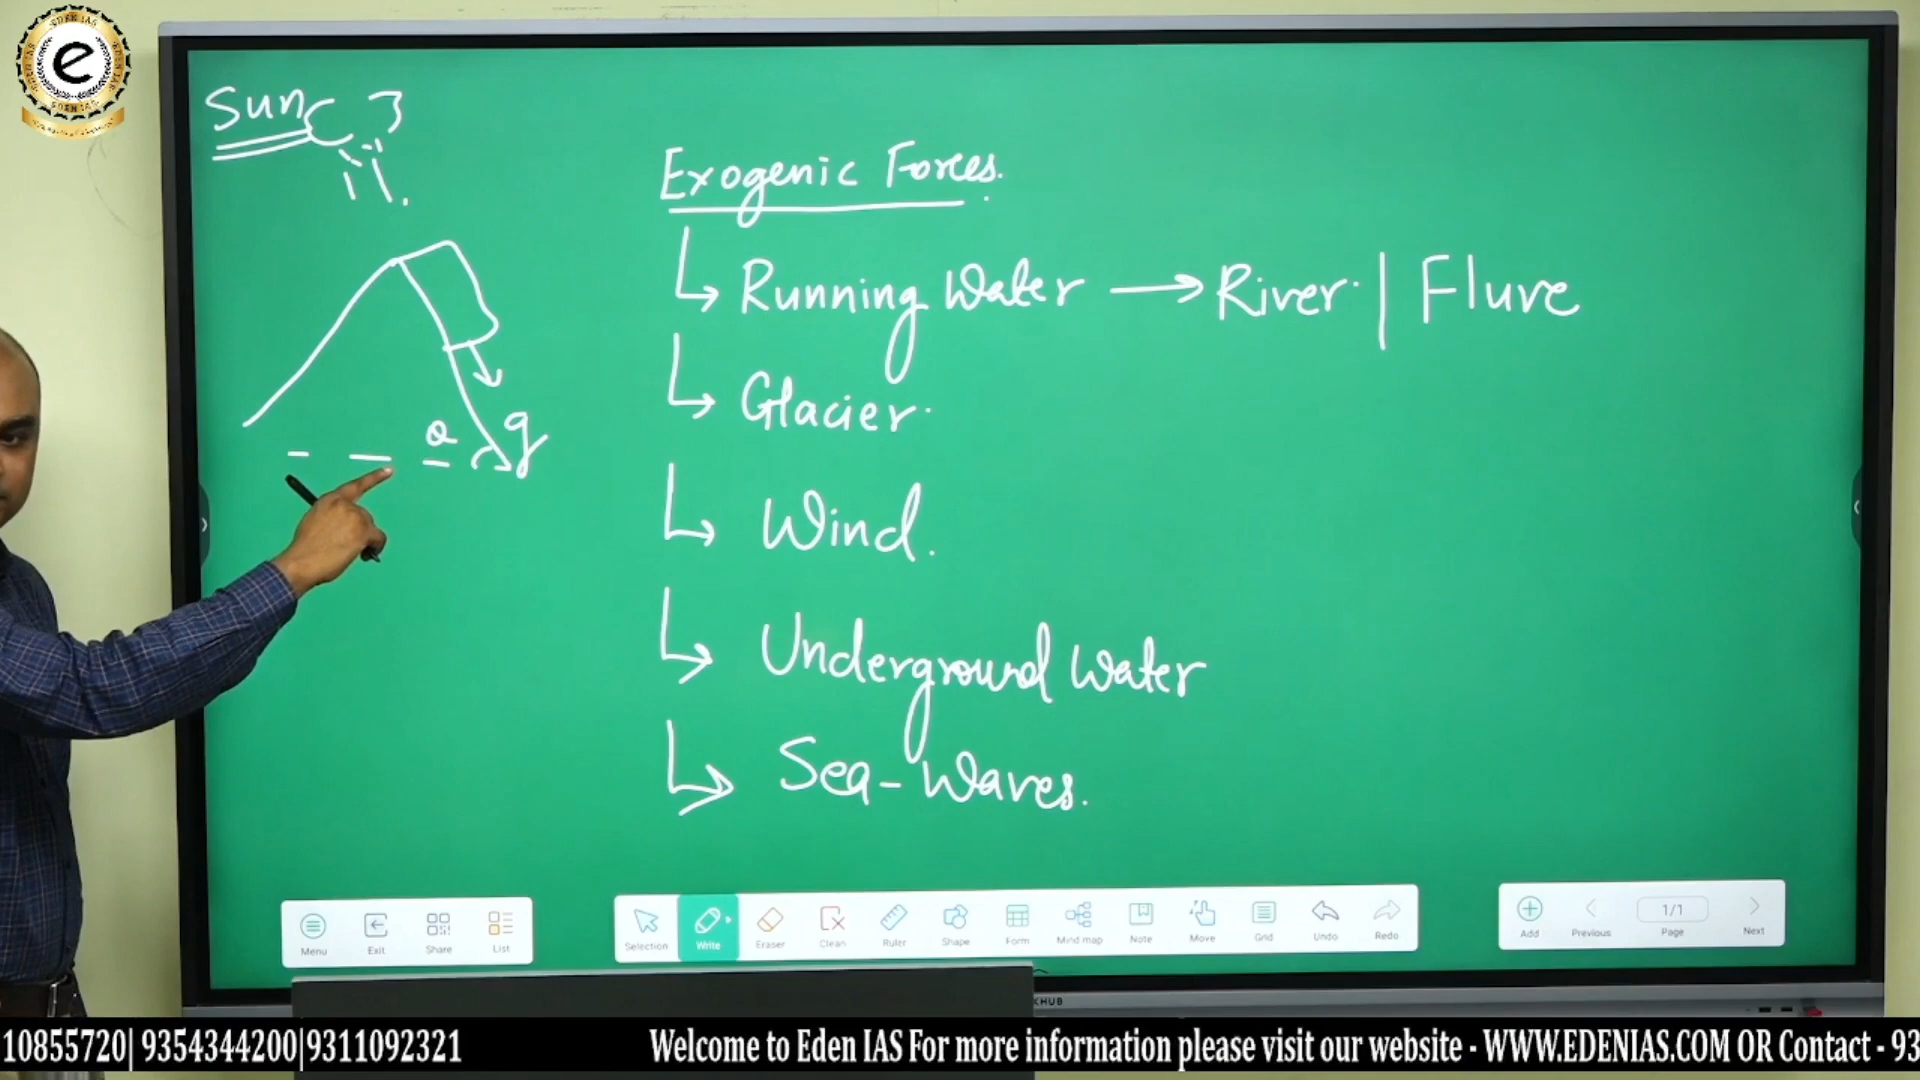 e
EDEN IAS
Sun
Exogenic Forces.
Running Water → River | Fluve
Glacier.
g
Wind.
Underground Water
Sea-Waves.
Menu Exit Share List
Selection Write Eraser Clean Ruler Shape Form Mind map Note Move Grid Undo Redo
Add Previous 1/1 Page Next
KHUB
10855720| 9354344200|9311092321 Welcome to Eden IAS For more information please visit our website - WWW.EDENIAS.COM OR Contact - 93